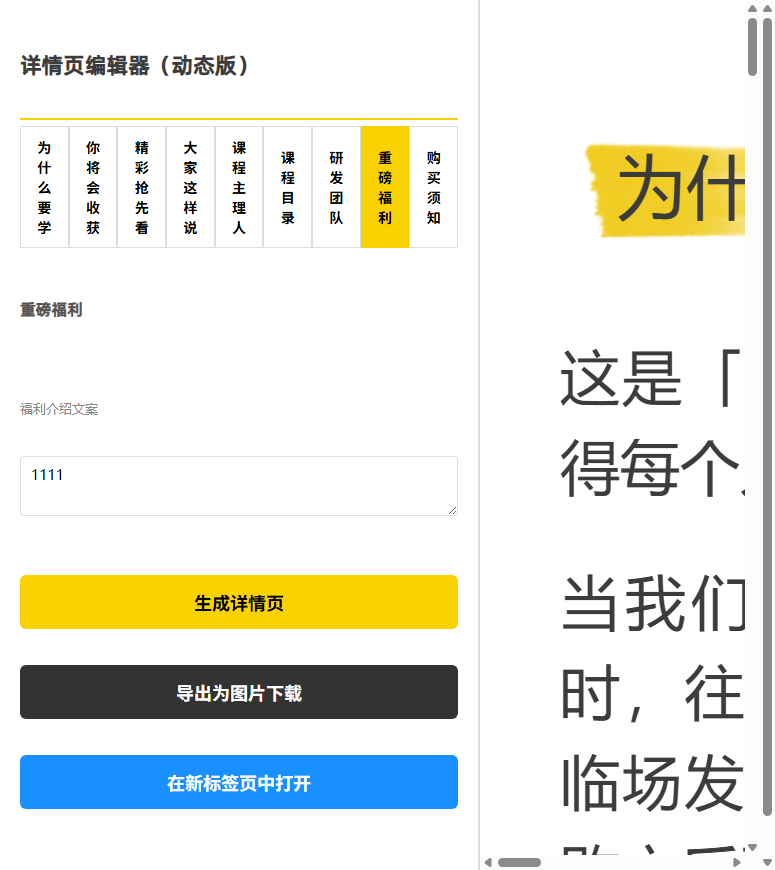 详情页编辑器（动态版）
为什么要学
你将会收获
精彩抢先看
大家这样说
课程主理人
课程目录
研发团队
重磅福利
购买须知
重磅福利
福利介绍文案
1111
生成详情页
导出为图片下载
在新标签页中打开
为什
这是「
得每个
当我们
时，往
临场发